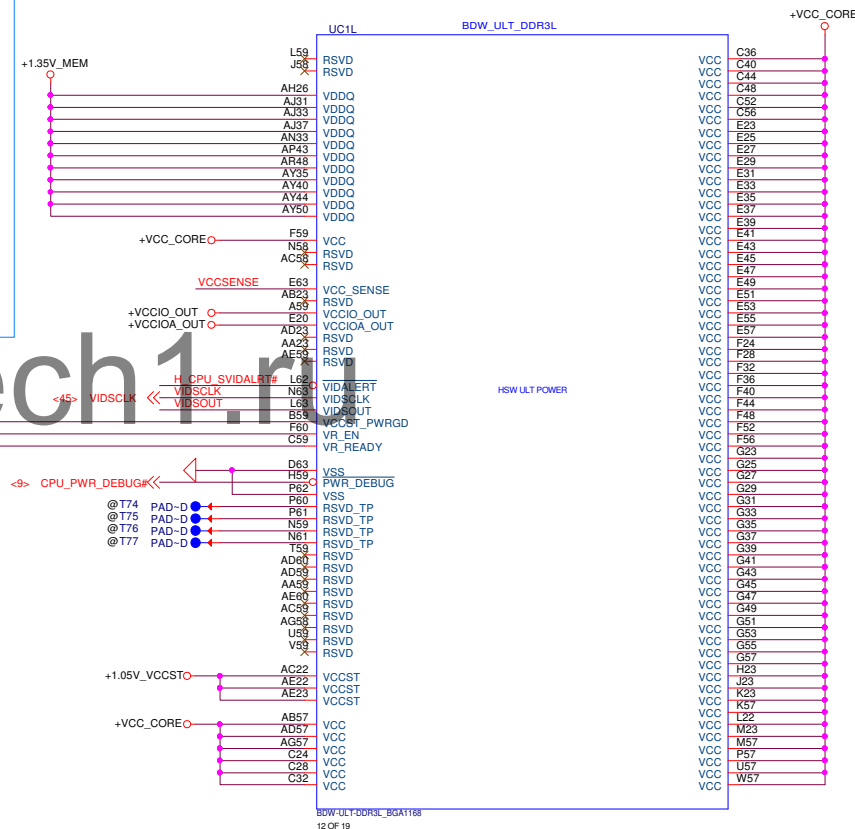 UC1L
BDW_ULT_DDR3L
+VCC_CORE
+1.35V_MEM
L59 RSVD
J58 RSVD
AH26 VDDQ
AJ31 VDDQ
AJ33 VDDQ
AJ37 VDDQ
AN33 VDDQ
AP43 VDDQ
AR48 VDDQ
AY35 VDDQ
AY40 VDDQ
AY44 VDDQ
AY50 VDDQ
+VCC_CORE F59 VCC
N58 RSVD
AC58 RSVD
VCCSENSE E63 VCC_SENSE
AB23 RSVD
+VCCIO_OUT A59 VCCIO_OUT
+VCCIOA_OUT E20 VCCIOA_OUT
AD23 RSVD
AA23 RSVD
AE59 RSVD
ech1.ru
H_CPU_SVIDALRT# L62 VIDALERT
<45> VIDSCLK VIDSCLK N63 VIDSCLK
VIDSOUT L63 VIDSOUT
B59 VCCST_PWRGD
F60 VR_EN
C59 VR_READY
D63 VSS
<9> CPU_PWR_DEBUG# H59 PWR_DEBUG
P62 VSS
@T74 PAD~D P60 RSVD_TP
@T75 PAD~D P61 RSVD_TP
@T76 PAD~D N59 RSVD_TP
@T77 PAD~D N61 RSVD_TP
T59 RSVD
AD60 RSVD
AD59 RSVD
AA59 RSVD
AE60 RSVD
AC59 RSVD
AG58 RSVD
U59 RSVD
V59 RSVD
+1.05V_VCCST AC22 VCCST
AE22 VCCST
AE23 VCCST
+VCC_CORE AB57 VCC
AD57 VCC
AG57 VCC
C24 VCC
C28 VCC
C32 VCC
HSW ULT POWER
VCC C36
VCC C40
VCC C44
VCC C48
VCC C52
VCC C56
VCC E23
VCC E25
VCC E27
VCC E29
VCC E31
VCC E33
VCC E35
VCC E37
VCC E39
VCC E41
VCC E43
VCC E45
VCC E47
VCC E49
VCC E51
VCC E53
VCC E55
VCC E57
VCC F24
VCC F28
VCC F32
VCC F36
VCC F40
VCC F44
VCC F48
VCC F52
VCC F56
VCC G23
VCC G25
VCC G27
VCC G29
VCC G31
VCC G33
VCC G35
VCC G37
VCC G39
VCC G41
VCC G43
VCC G45
VCC G47
VCC G49
VCC G51
VCC G53
VCC G55
VCC G57
VCC H23
VCC J23
VCC K23
VCC K57
VCC L22
VCC M23
VCC M57
VCC P57
VCC U57
VCC W57
BDW-ULT-DDR3L_BGA1168
12 OF 19